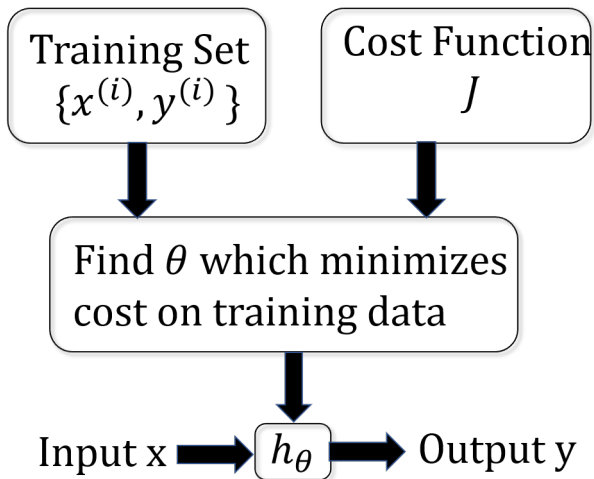 Training Set
{x⁽ⁱ⁾, y⁽ⁱ⁾ }
Cost Function
J
Find θ which minimizes
cost on training data
Input x
h_θ
Output y